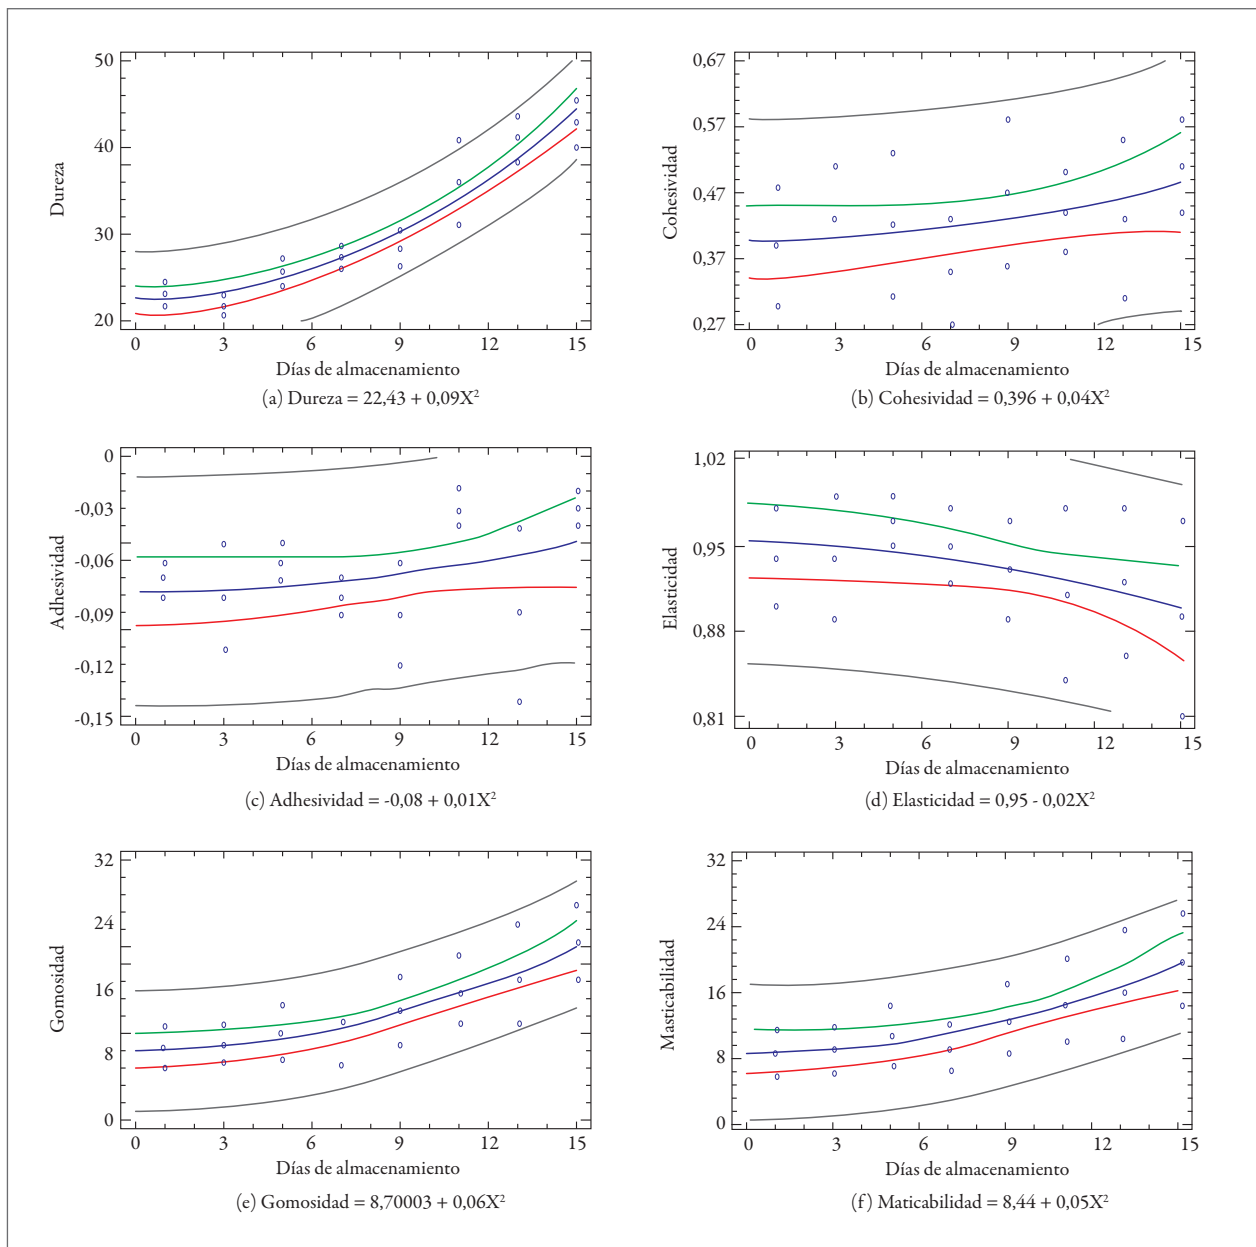 50
40
30
20
Dureza
0 3 6 9 12 15
Días de almacenamiento
(a) Dureza = 22,43 + 0,09X²
0,67
0,57
0,47
0,37
0,27
Cohesividad
0 3 6 9 12 15
Días de almacenamiento
(b) Cohesividad = 0,396 + 0,04X²
0
-0,03
-0,06
-0,09
-0,12
-0,15
Adhesividad
0 3 6 9 12 15
Días de almacenamiento
(c) Adhesividad = -0,08 + 0,01X²
1,02
0,95
0,88
0,81
Elasticidad
0 3 6 9 12 15
Días de almacenamiento
(d) Elasticidad = 0,95 - 0,02X²
32
24
16
8
0
Gomosidad
0 3 6 9 12 15
Días de almacenamiento
(e) Gomosidad = 8,70003 + 0,06X²
32
24
16
8
0
Masticabilidad
0 3 6 9 12 15
Días de almacenamiento
(f) Maticabilidad = 8,44 + 0,05X²